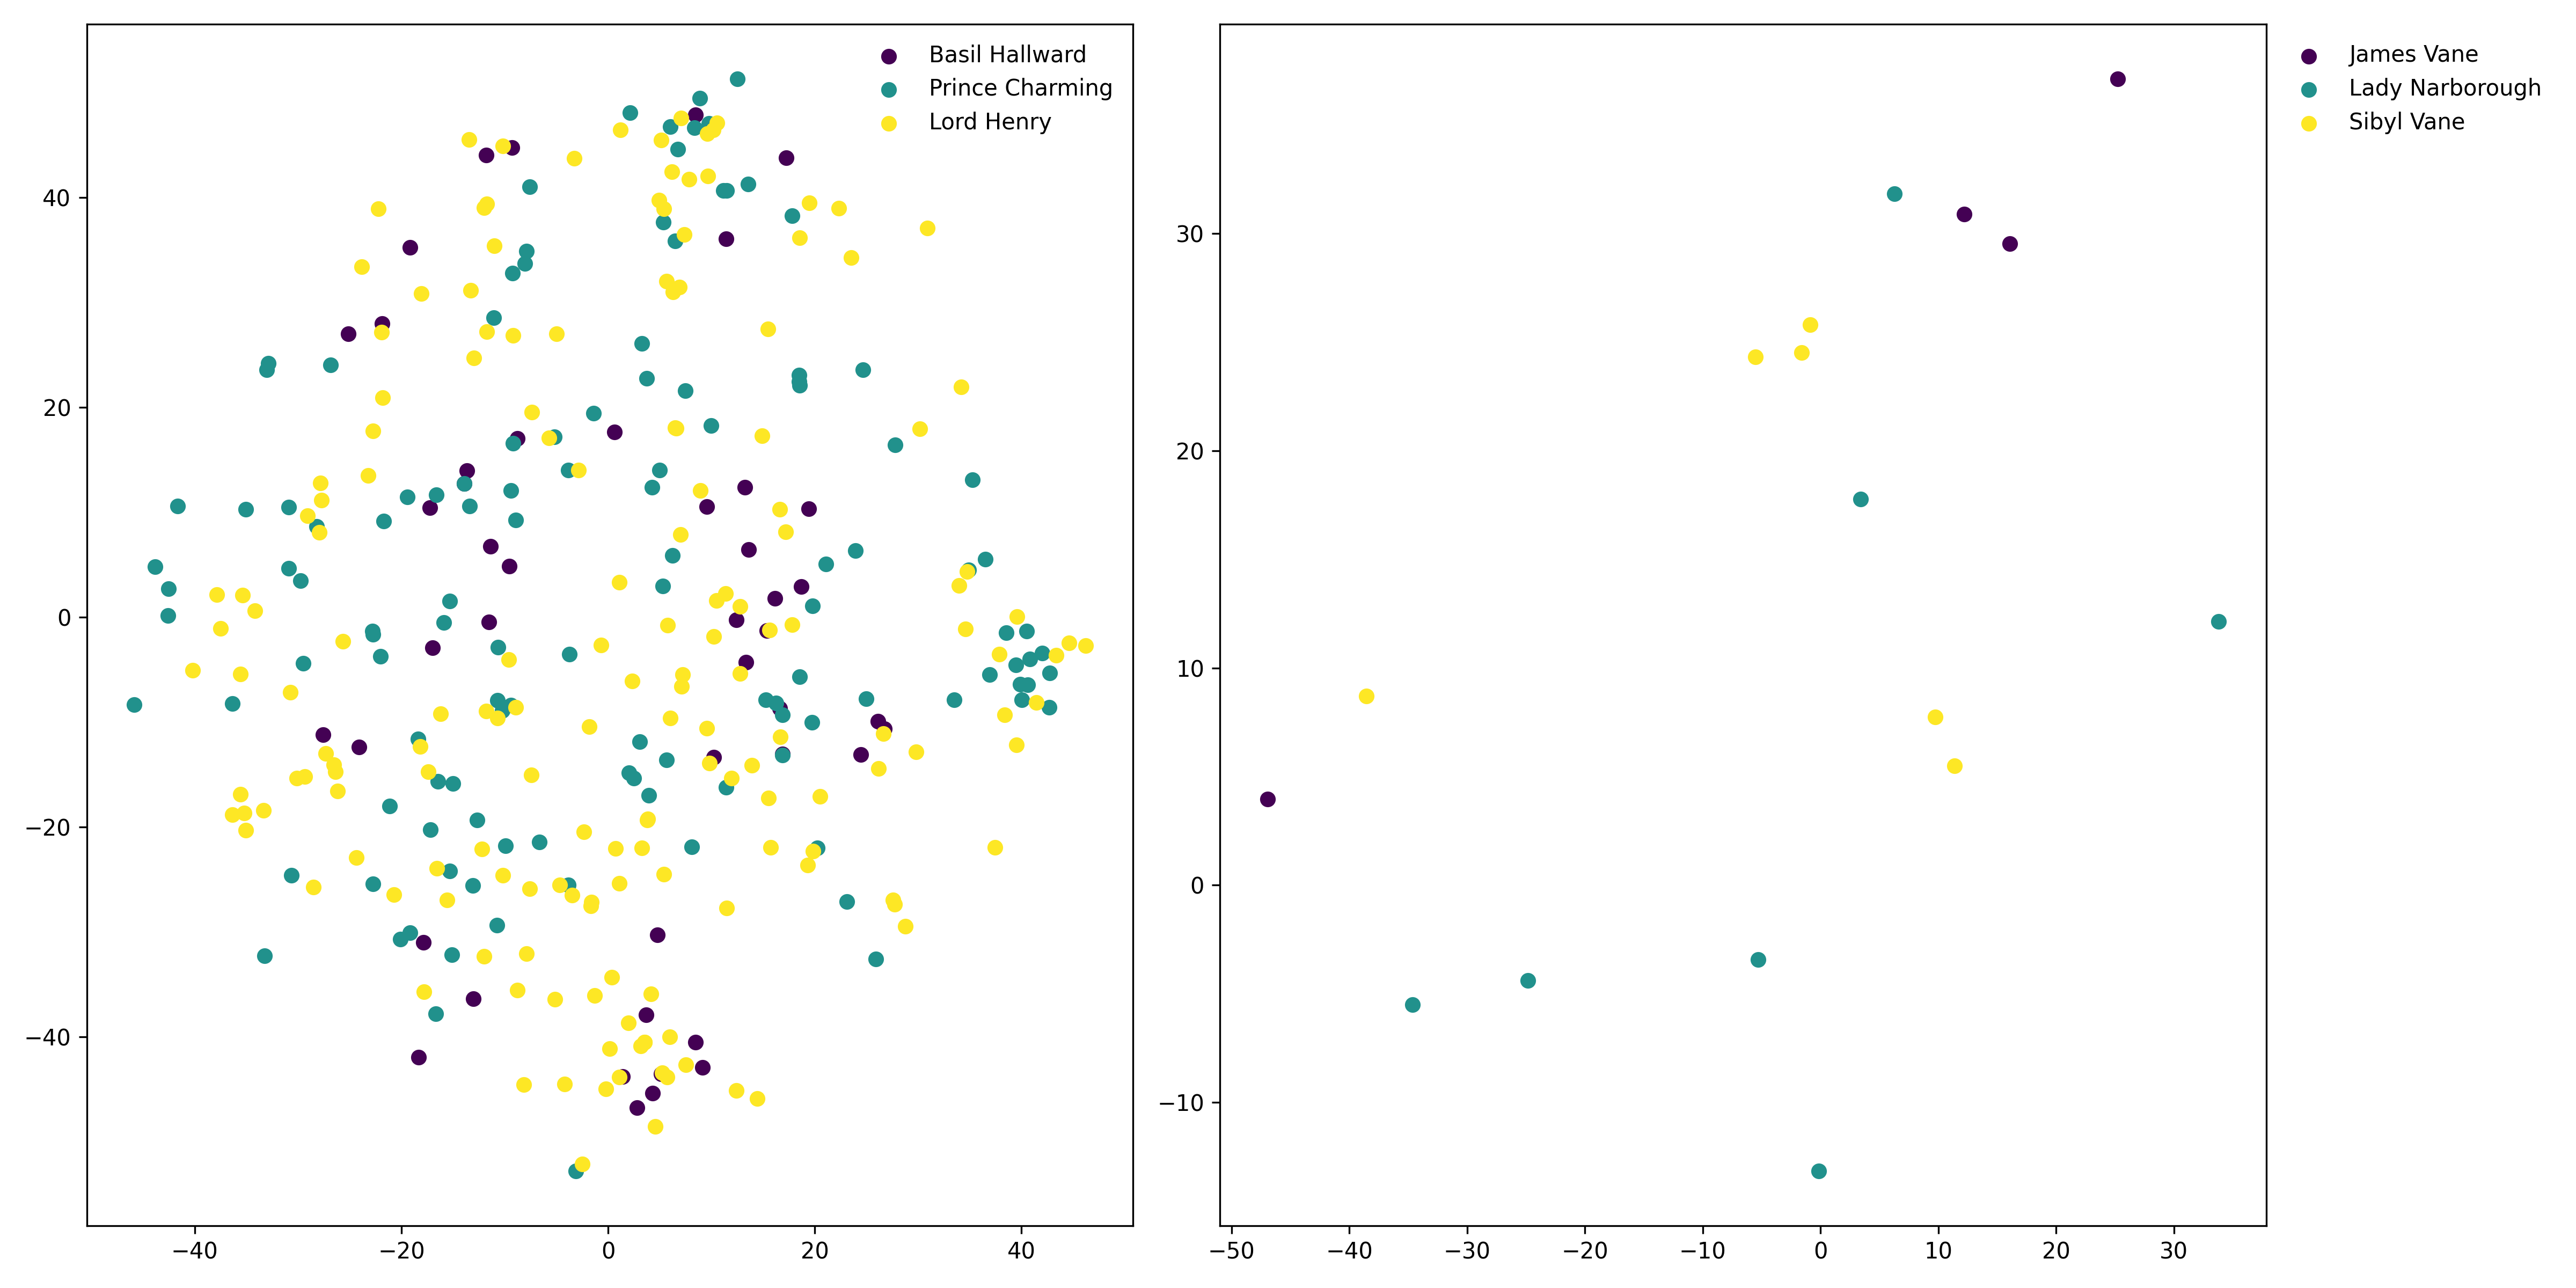 Basil Hallward
Prince Charming
Lord Henry
40
20
0
−20
−40
−40 −20 0 20 40
James Vane
Lady Narborough
Sibyl Vane
30
20
10
0
−10
−50 −40 −30 −20 −10 0 10 20 30